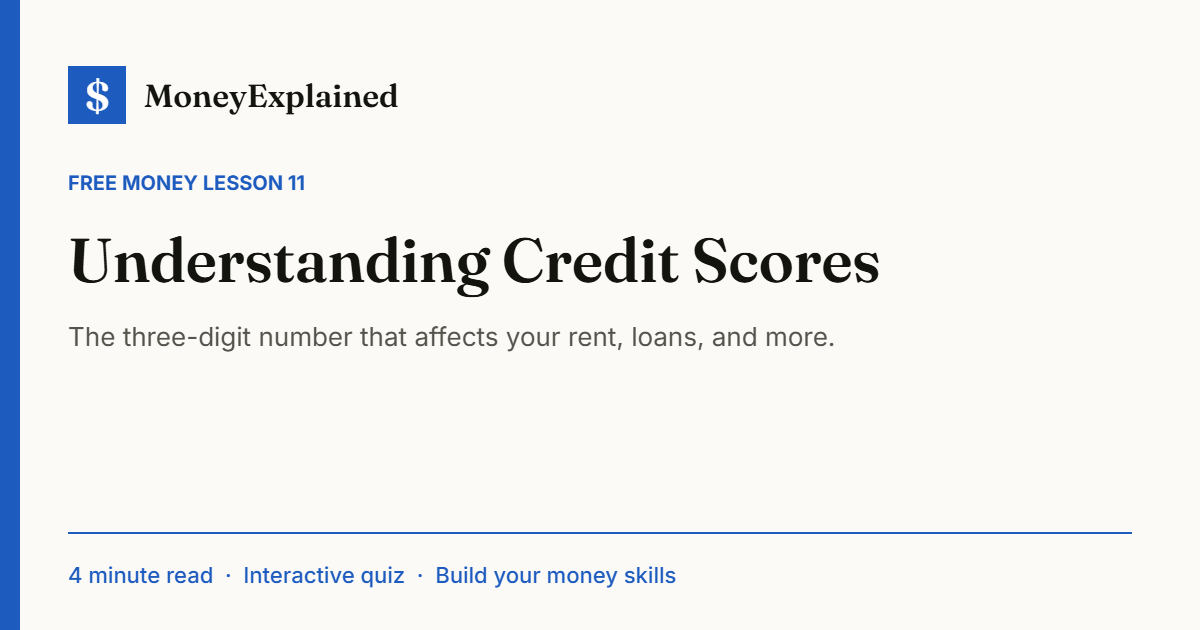 $ MoneyExplained
FREE MONEY LESSON 11
Understanding Credit Scores
The three-digit number that affects your rent, loans, and more.
4 minute read · Interactive quiz · Build your money skills